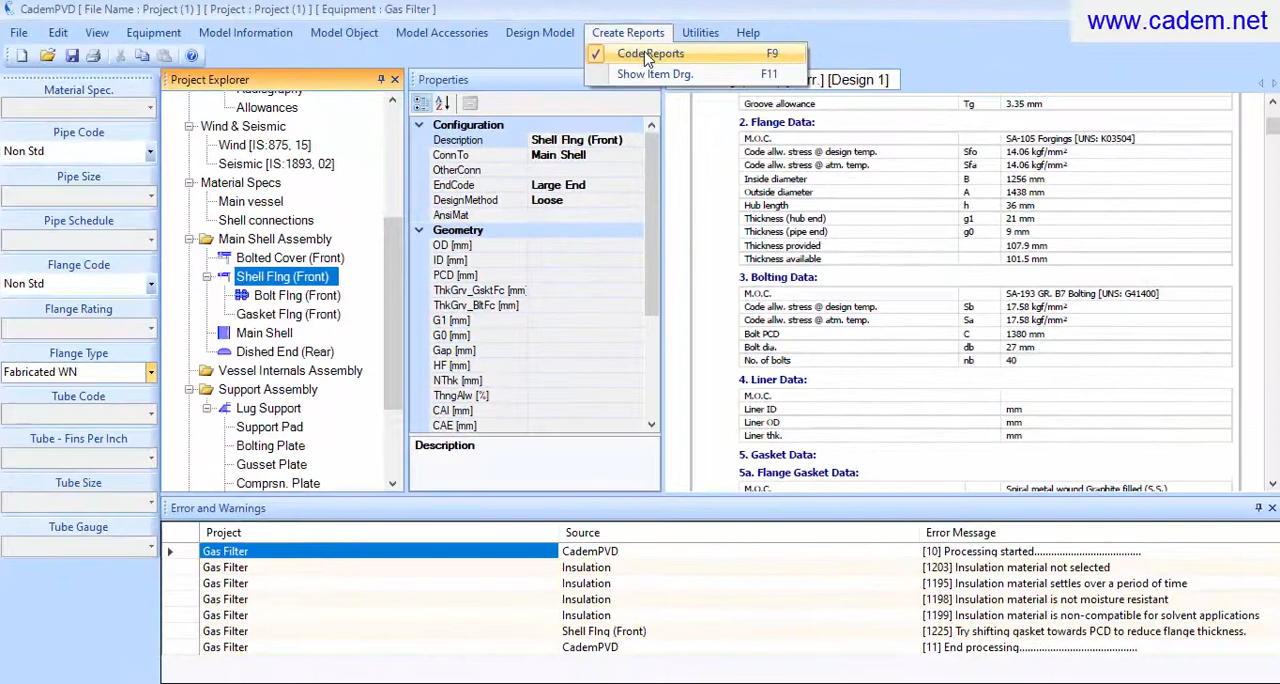 CademPVD [ File Name : Project (1) ] [ Project : Project (1) ] [ Equipment : Gas Filter ]
www.cadem.net
File Edit View Equipment Model Information Model Object Model Accessories Design Model Create Reports Utilities Help
Code Reports F9
Show Item Drg. F11
Material Spec.
Pipe Code
Non Std
Pipe Size
Pipe Schedule
Flange Code
Non Std
Flange Rating
Flange Type
Fabricated WN
Tube Code
Tube - Fins Per Inch
Tube Size
Tube Gauge
Project Explorer
Allowances
Wind & Seismic
Wind [IS:875, 15]
Seismic [IS:1893, 02]
Material Specs
Main vessel
Shell connections
Main Shell Assembly
Bolted Cover (Front)
Shell Flng (Front)
Bolt Flng (Front)
Gasket Flng (Front)
Main Shell
Dished End (Rear)
Vessel Internals Assembly
Support Assembly
Lug Support
Support Pad
Bolting Plate
Gusset Plate
Comprsn. Plate
Properties
Configuration
Description Shell Flng (Front)
ConnTo Main Shell
OtherConn
EndCode Large End
DesignMethod Loose
AnsiMat
Geometry
OD [mm]
ID [mm]
PCD [mm]
ThkGrv_GsktFc [mm]
ThkGrv_BltFc [mm]
G1 [mm]
G0 [mm]
Gap [mm]
HF [mm]
NThk [mm]
ThngAlw [%]
CAI [mm]
CAE [mm]
Description
rr.] [Design 1]
Groove allowance Tg 3.35 mm
2. Flange Data:
M.O.C. SA-105 Forgings [UNS: K03504]
Code allw. stress @ design temp. Sfo 14.06 kgf/mm²
Code allw. stress @ atm. temp. Sfa 14.06 kgf/mm²
Inside diameter B 1256 mm
Outside diameter A 1438 mm
Hub length h 36 mm
Thickness (hub end) g1 21 mm
Thickness (pipe end) g0 9 mm
Thickness provided 107.9 mm
Thickness available 101.5 mm
3. Bolting Data:
M.O.C. SA-193 GR. B7 Bolting [UNS: G41400]
Code allw. stress @ design temp. Sb 17.58 kgf/mm²
Code allw. stress @ atm. temp. Sa 17.58 kgf/mm²
Bolt PCD C 1380 mm
Bolt dia. db 27 mm
No. of bolts nb 40
4. Liner Data:
M.O.C.
Liner ID mm
Liner OD mm
Liner thk. mm
5. Gasket Data:
5a. Flange Gasket Data:
M.O.C. Spiral metal wound Graphite filled (S.S.)
Error and Warnings
Project Source Error Message
Gas Filter CademPVD [10] Processing started.......................................
Gas Filter Insulation [1203] Insulation material not selected
Gas Filter Insulation [1195] Insulation material settles over a period of time
Gas Filter Insulation [1198] Insulation material is not moisture resistant
Gas Filter Insulation [1199] Insulation material is non-compatible for solvent applications
Gas Filter Shell Flng (Front) [1225] Try shifting gasket towards PCD to reduce flange thickness.
Gas Filter CademPVD [11] End processing.......................................